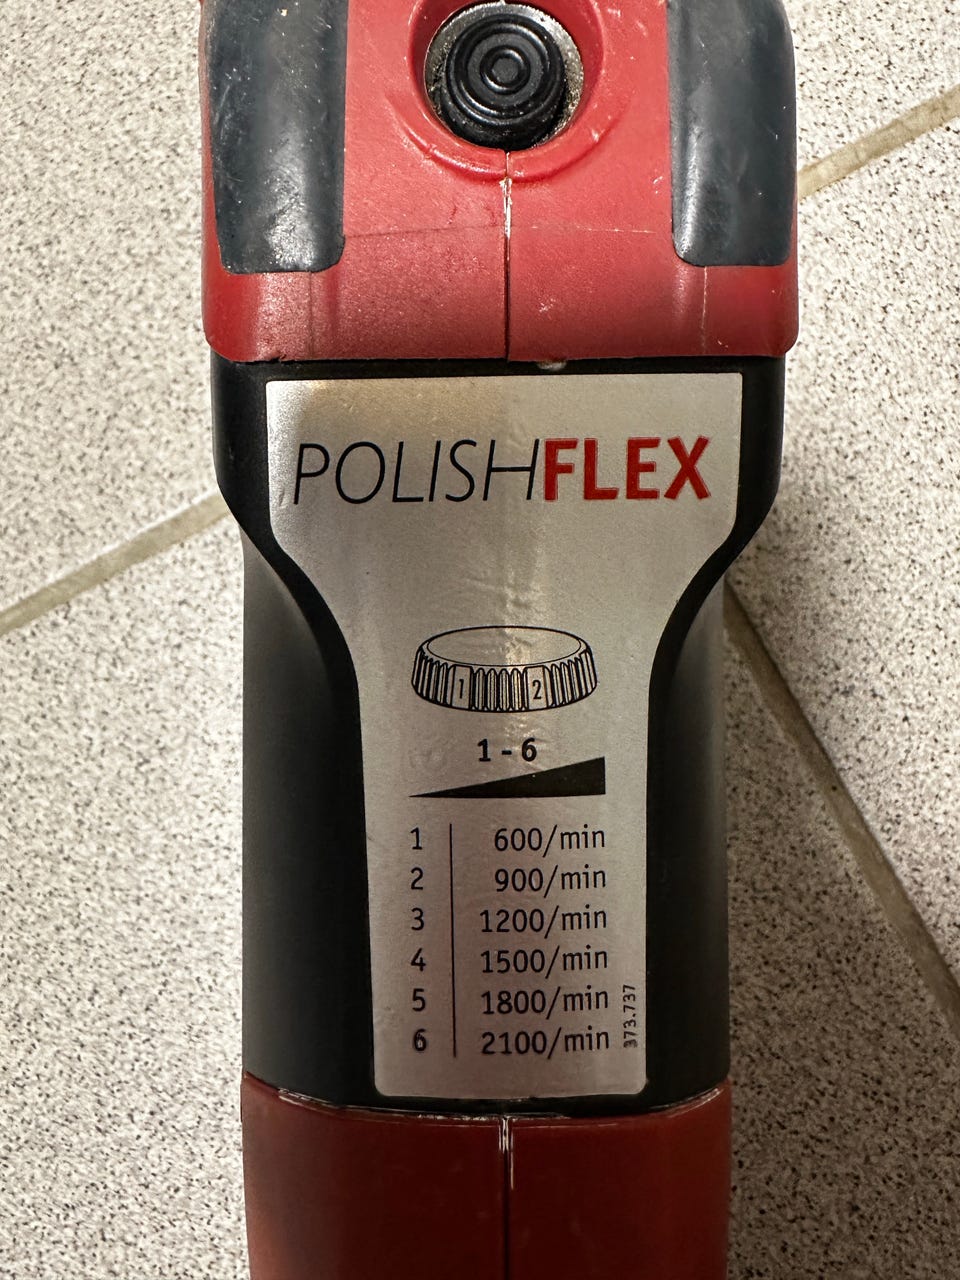 POLISHFLEX
1 2
1 - 6
1 600/min
2 900/min
3 1200/min
4 1500/min
5 1800/min
6 2100/min
373.737